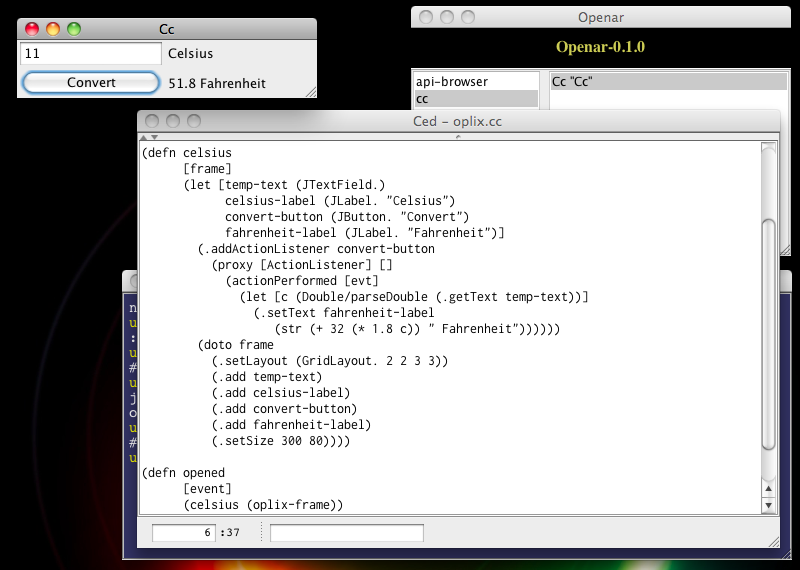 Cc
11
Celsius
Convert
51.8 Fahrenheit
Openar
Openar-0.1.0
api-browser
cc
Cc "Cc"
Ced – oplix.cc
(defn celsius
[frame]
(let [temp-text (JTextField.)
celsius-label (JLabel. "Celsius")
convert-button (JButton. "Convert")
fahrenheit-label (JLabel. "Fahrenheit")]
(.addActionListener convert-button
(proxy [ActionListener] []
(actionPerformed [evt]
(let [c (Double/parseDouble (.getText temp-text))]
(.setText fahrenheit-label
(str (+ 32 (* 1.8 c)) " Fahrenheit"))))))
(doto frame
(.setLayout (GridLayout. 2 2 3 3))
(.add temp-text)
(.add celsius-label)
(.add convert-button)
(.add fahrenheit-label)
(.setSize 300 80))))
(defn opened
[event]
(celsius (oplix-frame))
6 :37
n
u
:
u
#
u
j
o
u
#
u